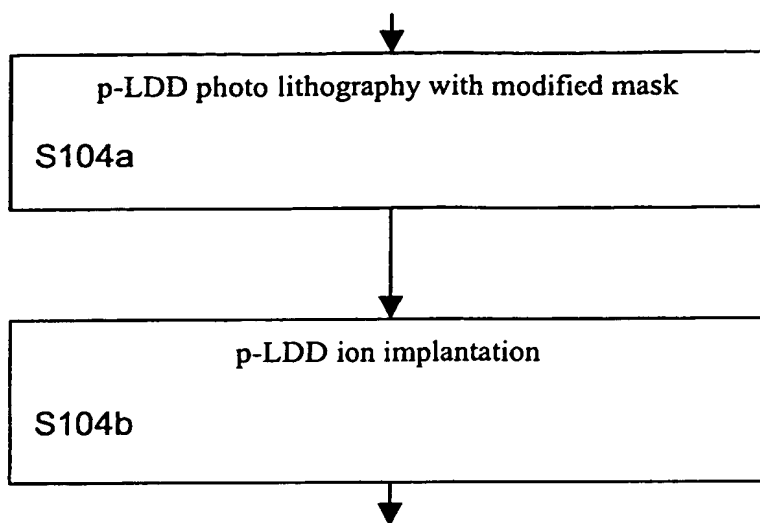 p-LDD photo lithography with modified mask
S104a
p-LDD ion implantation
S104b